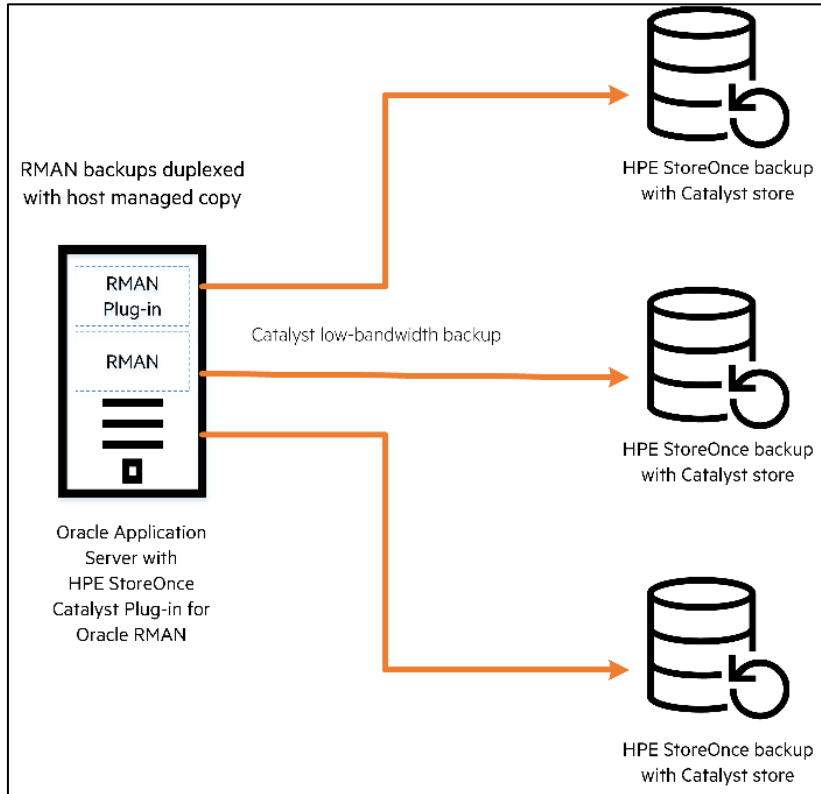 RMAN backups duplexed
with host managed copy
RMAN
Plug-in
RMAN
Oracle Application
Server with
HPE StoreOnce
Catalyst Plug-in for
Oracle RMAN
Catalyst low-bandwidth backup
HPE StoreOnce backup
with Catalyst store
HPE StoreOnce backup
with Catalyst store
HPE StoreOnce backup
with Catalyst store